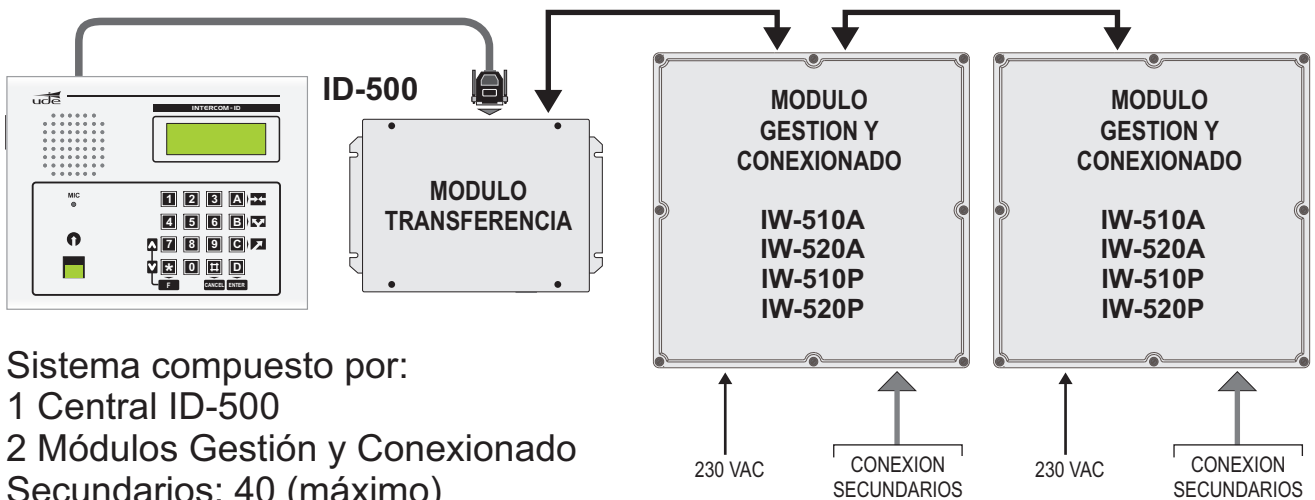 ude
INTERCOM-ID
MIC
1 2 3 A
4 5 6 B
7 8 9 C
* 0 # D
F CANCEL ENTER
ID-500
MODULO
TRANSFERENCIA
MODULO
GESTION Y
CONEXIONADO
IW-510A
IW-520A
IW-510P
IW-520P
MODULO
GESTION Y
CONEXIONADO
IW-510A
IW-520A
IW-510P
IW-520P
230 VAC
CONEXION
SECUNDARIOS
230 VAC
CONEXION
SECUNDARIOS
Sistema compuesto por:
1 Central ID-500
2 Módulos Gestión y Conexionado
Secundarios: 40 (máximo)